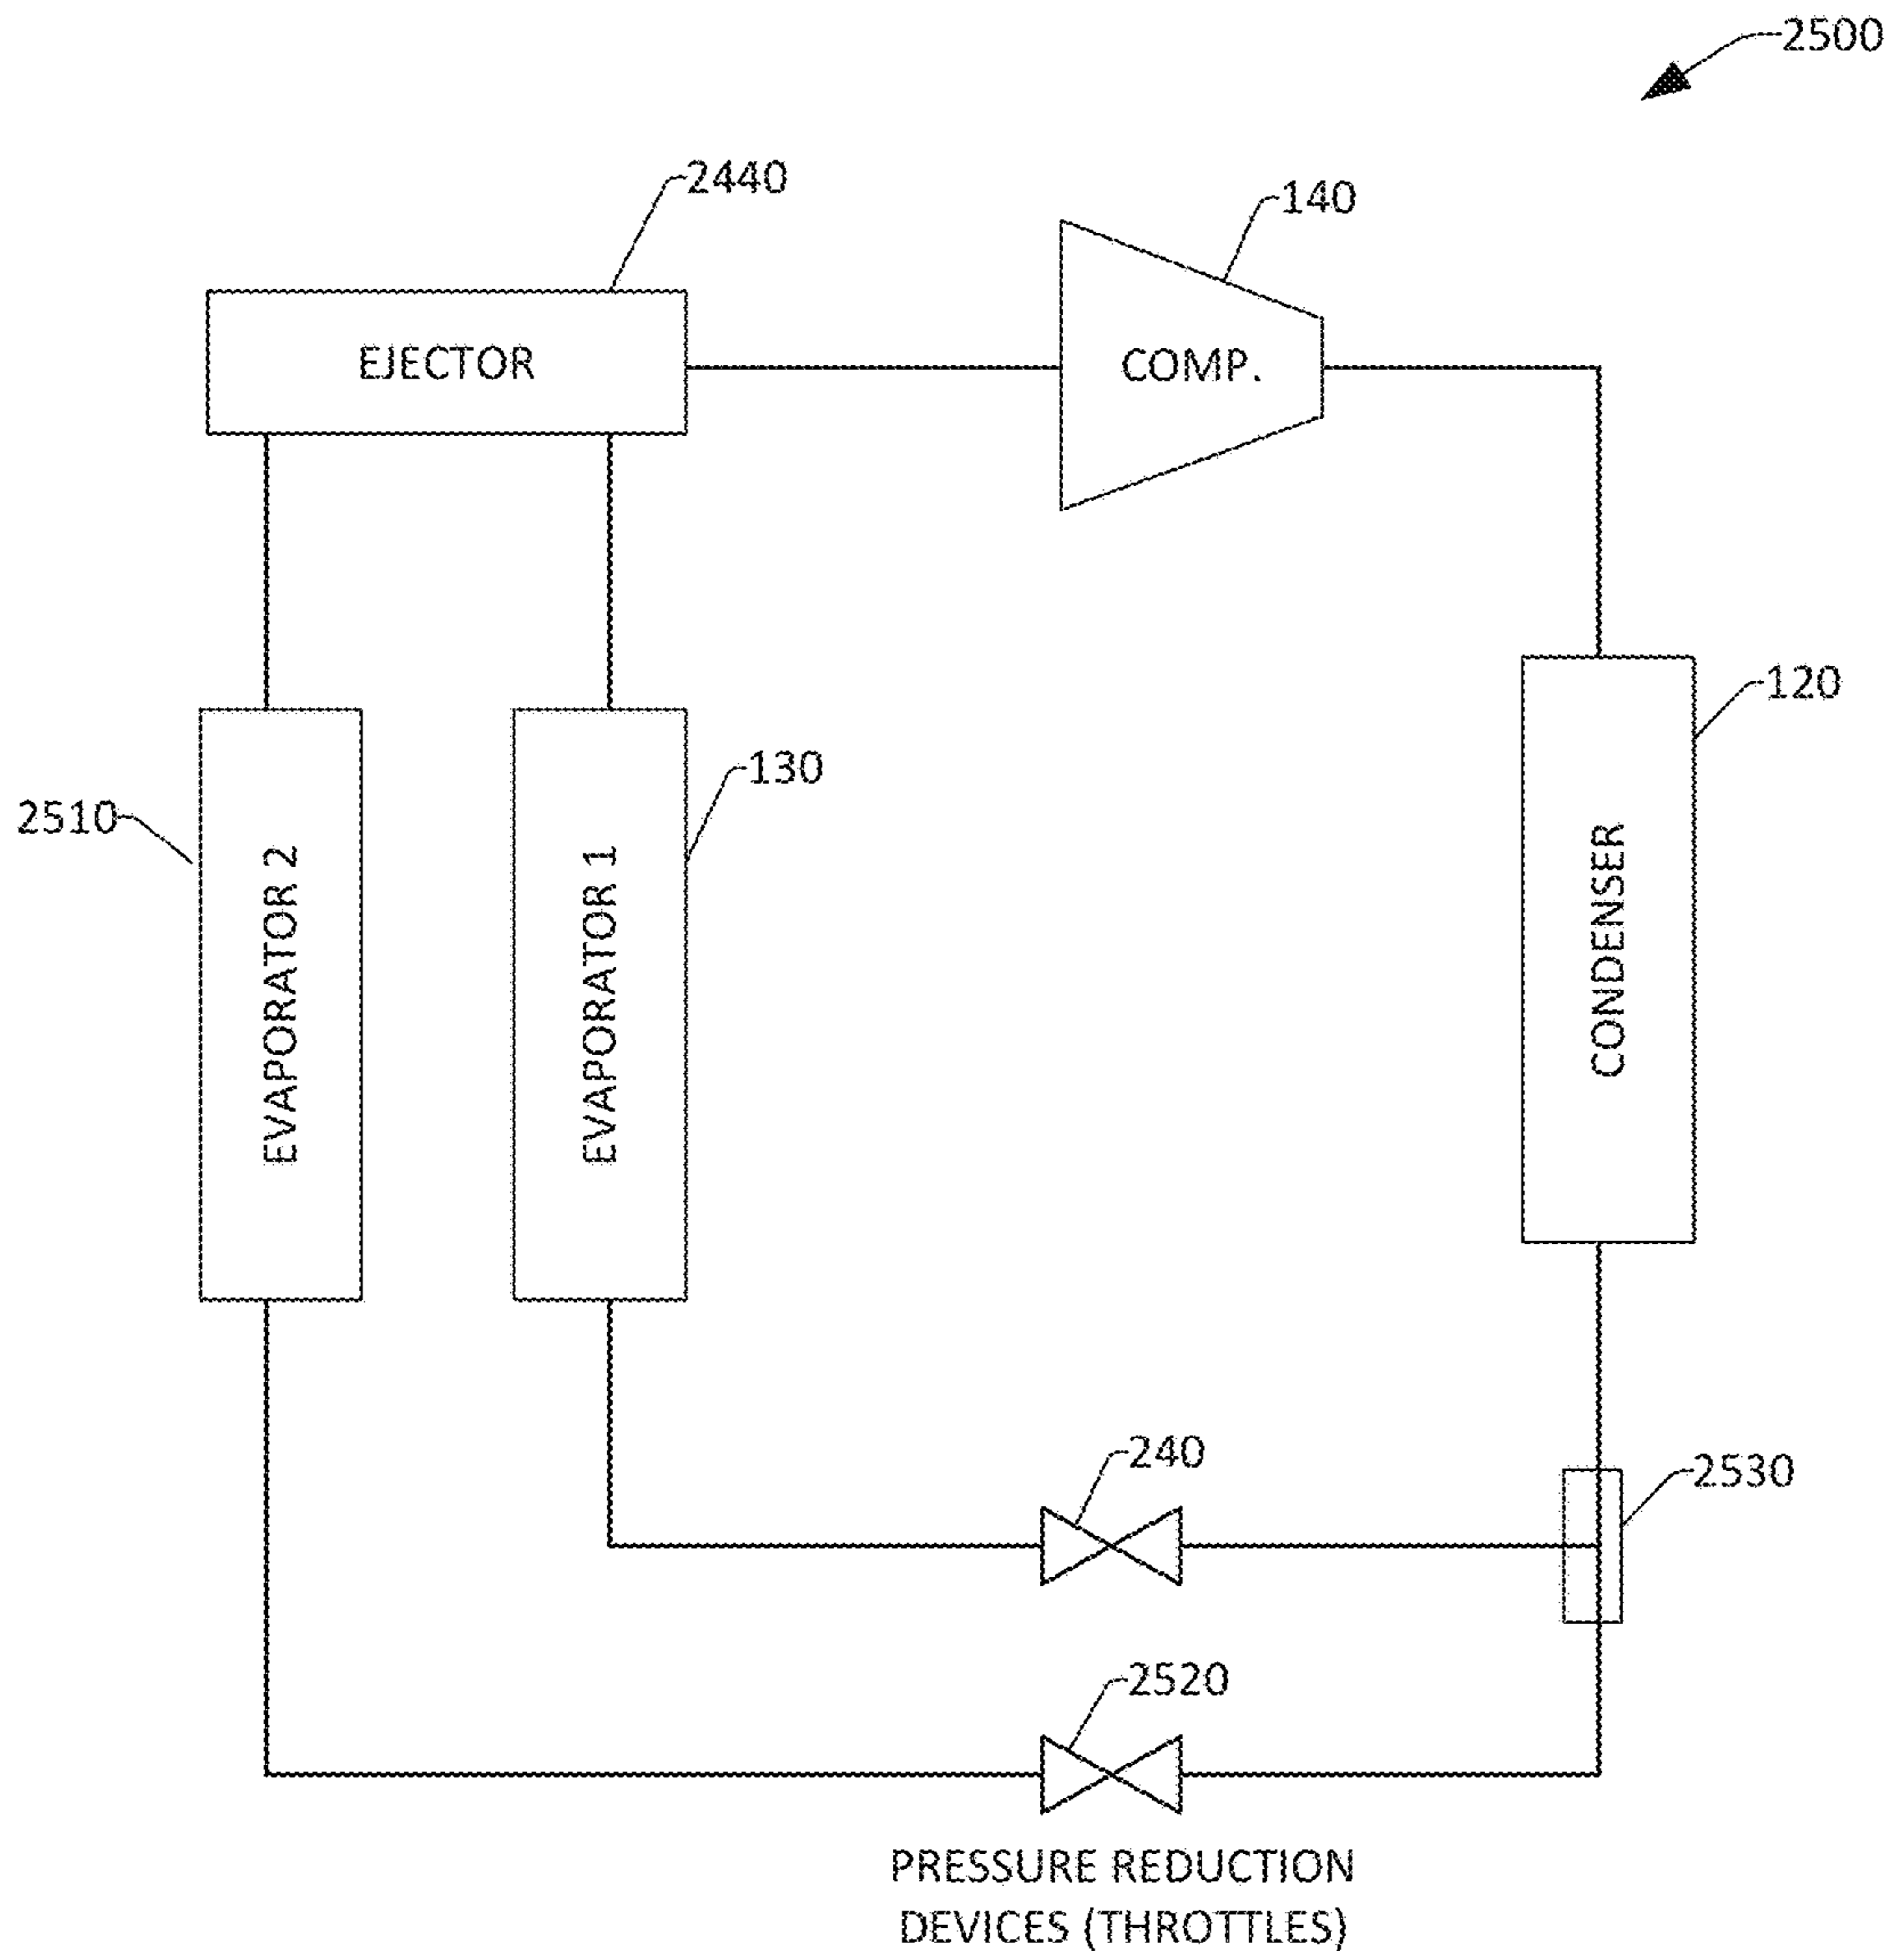 2500
2440
140
EJECTOR
COMP.
120
130
2510
EVAPORATOR 2
EVAPORATOR 1
CONDENSER
240
2530
2520
PRESSURE REDUCTION
DEVICES (THROTTLES)